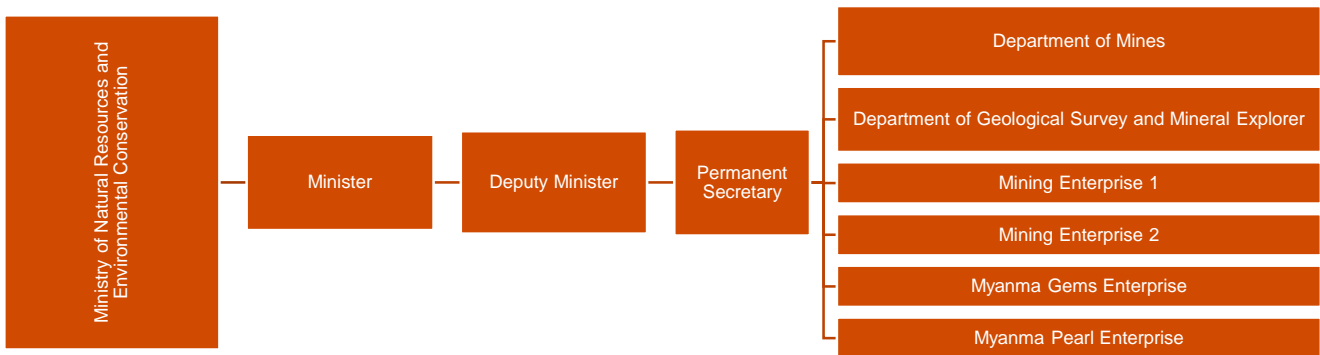 Ministry of Natural Resources and
Environmental Conservation
Minister
Deputy Minister
Permanent
Secretary
Department of Mines
Department of Geological Survey and Mineral Explorer
Mining Enterprise 1
Mining Enterprise 2
Myanma Gems Enterprise
Myanma Pearl Enterprise